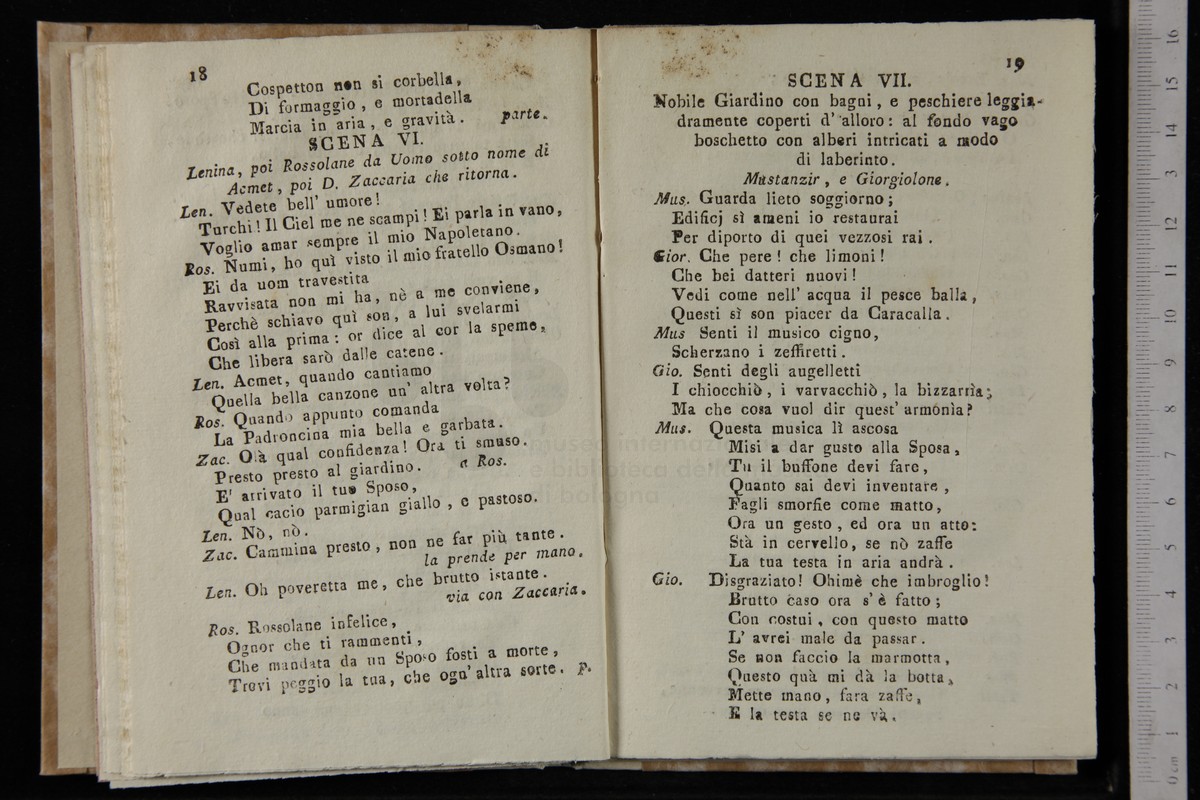 18
Cospetton non si corbella,
Di formaggio, e mortadella
Marcia in aria, e gravità. parte.
SCENA VI.
Lenina, poi Rossolane da Uomo sotto nome di
Acmet, poi D. Zaccaria che ritorna.
Len. Vedete bell' umore!
Turchi! Il Ciel me ne scampi! Ei parla in vano,
Voglio amar sempre il mio Napoletano.
Ros. Numi, ho quì visto il mio fratello Osmano!
Ei da uom travestita
Ravvisata non mi ha, nè a me conviene,
Perchè schiavo quì son, a lui svelarmi
Così alla prima: or dice al cor la speme,
Che libera sarò dalle catene.
Len. Acmet, quando cantiamo
Quella bella canzone un' altra volta?
Ros. Quando appunto comanda
La Padroncina mia bella e garbata.
Zac. Olà qual confidenza! Ora ti smuso.
Presto presto al giardino. a Ros.
E' arrivato il tuo Sposo,
Qual cacio parmigian giallo, e pastoso.
Len. Nò, nò.
Zac. Cammina presto, non ne far più tante.
la prende per mano.
Len. Oh poveretta me, che brutto istante.
via con Zaccaria.
Ros. Rossolane infelice,
Ognor che ti rammenti,
Che mandata da un Sposo fosti a morte,
Trovi peggio la tua, che ogn' altra sorte. p.
19
SCENA VII.
Nobile Giardino con bagni, e peschiere leggia-
dramente coperti d' alloro: al fondo vago
boschetto con alberi intricati a modo
di laberinto.
Mustanzir, e Giorgiolone.
Mus. Guarda lieto soggiorno;
Edificj sì ameni io restaurai
Per diporto di quei vezzosi rai.
Gior. Che pere! che limoni!
Che bei datteri nuovi!
Vedi come nell' acqua il pesce balla,
Questi sì son piacer da Caracalla.
Mus Senti il musico cigno,
Scherzano i zeffiretti.
Gio. Senti degli augelletti
I chiocchiò, i varvacchiò, la bizzarrìa;
Ma che cosa vuol dir quest' armònìa?
Mus. Questa musica lì ascosa
Misi a dar gusto alla Sposa,
Tu il buffone devi fare,
Quanto sai devi inventare,
Fagli smorfie come matto,
Ora un gesto, ed ora un atto:
Stà in cervello, se nò zaffe
La tua testa in aria andrà.
Gio. Disgraziato! Ohimè che imbroglio!
Brutto caso ora s' è fatto;
Con costui, con questo matto
L' avrei male da passar.
Se non faccio la marmotta,
Questo quà mi dà la botta,
Mette mano, fara zaffe,
E la testa se ne và.